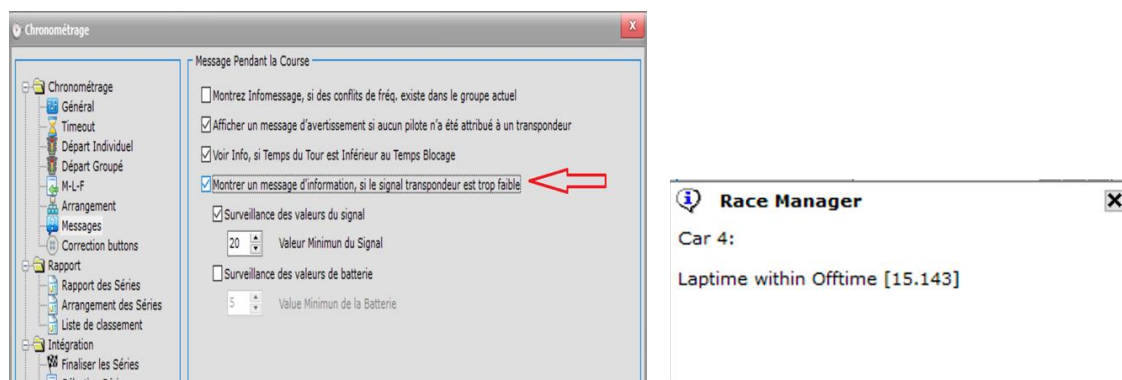 Chronométrage
Message Pendant la Course
Chronométrage
Général
Timeout
Départ Individuel
Départ Groupé
M-L-F
Arrangement
Messages
Correction buttons
Rapport
Rapport des Séries
Arrangement des Séries
Liste de classement
Intégration
Finaliser les Séries
Montrez Infomessage, si des conflits de fréq. existe dans le groupe actuel
Afficher un message d'avertissement si aucun pilote n'a été attribué à un transpondeur
Voir Info, si Temps du Tour est Inférieur au Temps Blocage
Montrer un message d'information, si le signal transpondeur est trop faible
Surveillance des valeurs du signal
20 Valeur Minimun du Signal
Surveillance des valeurs de batterie
5 Value Minimun de la Batterie
Race Manager
Car 4:
Laptime within Offtime [15.143]